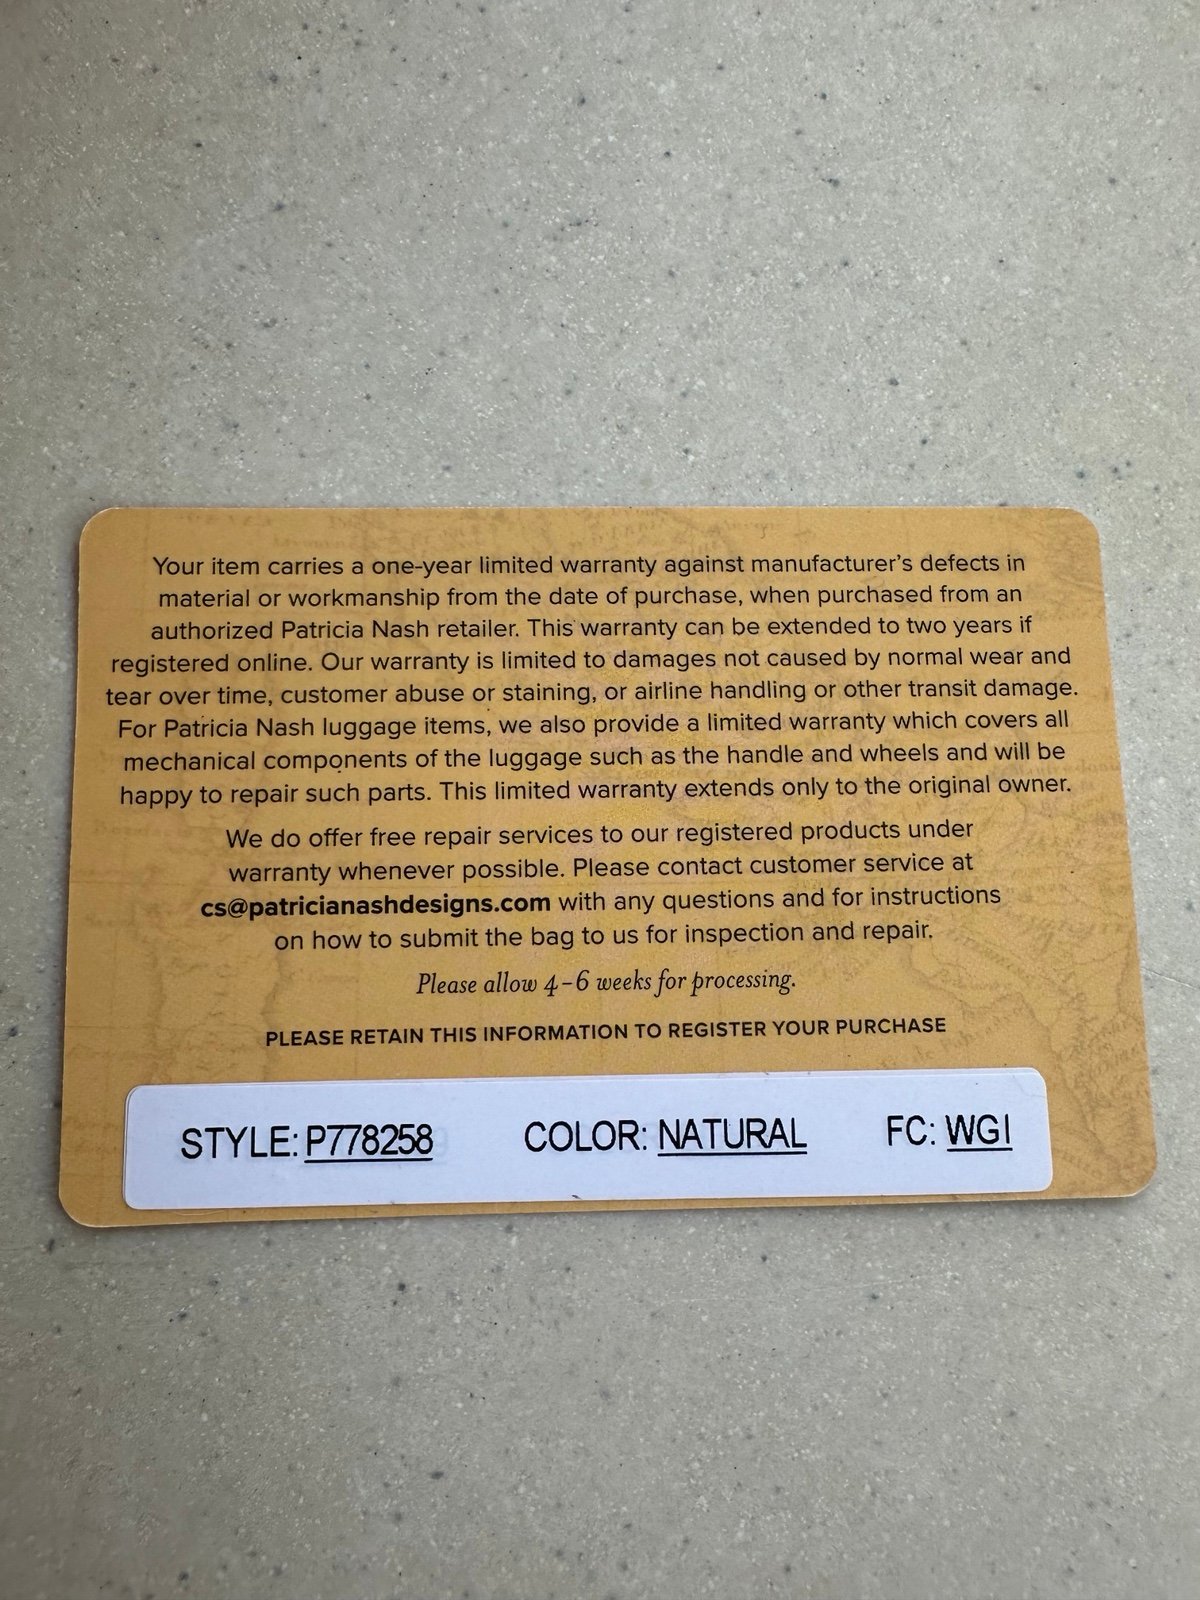 Your item carries a one-year limited warranty against manufacturer's defects in
material or workmanship from the date of purchase, when purchased from an
authorized Patricia Nash retailer. This warranty can be extended to two years if
registered online. Our warranty is limited to damages not caused by normal wear and
tear over time, customer abuse or staining, or airline handling or other transit damage.
For Patricia Nash luggage items, we also provide a limited warranty which covers all
mechanical components of the luggage such as the handle and wheels and will be
happy to repair such parts. This limited warranty extends only to the original owner.
We do offer free repair services to our registered products under
warranty whenever possible. Please contact customer service at
cs@patricianashdesigns.com with any questions and for instructions
on how to submit the bag to us for inspection and repair.
Please allow 4–6 weeks for processing.
PLEASE RETAIN THIS INFORMATION TO REGISTER YOUR PURCHASE
STYLE: P778258 COLOR: NATURAL FC: WGI